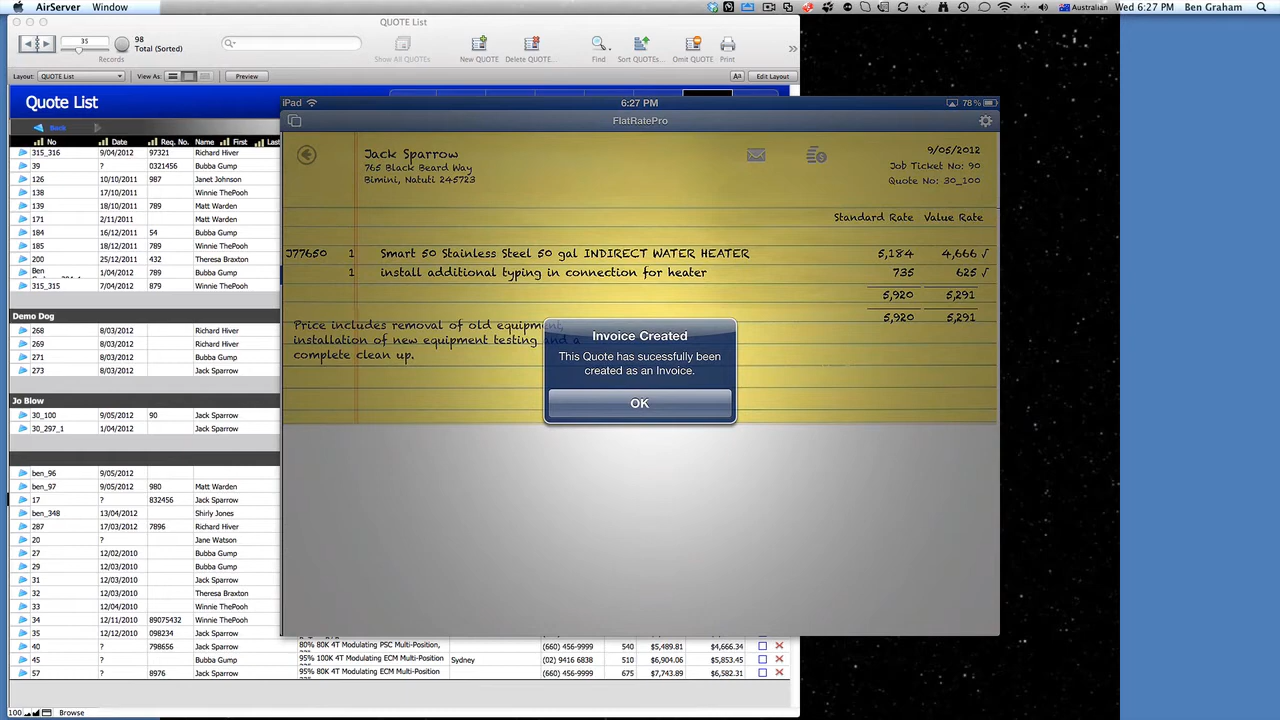 AirServer Window Australian Wed 6:27 PM Ben Graham
QUOTE List
35 98 Total (Sorted)
Records Show All QUOTEs New QUOTE Delete QUOTE... Find Sort QUOTEs... Omit QUOTE Print
Layout: QUOTE List View As: Preview Aa Edit Layout
Quote List
Back
No Date Req. No. Name First Last
315_316 9/04/2012 97321 Richard Hiver
39 ? 0321456 Bubba Gump
126 10/10/2011 987 Janet Johnson
138 17/10/2011 Winnie ThePooh
139 18/10/2011 789 Matt Warden
171 2/11/2011 Matt Warden
184 16/12/2011 54 Bubba Gump
185 18/12/2011 789 Winnie ThePooh
200 25/12/2011 432 Theresa Braxton
Ben 1/04/2012 789 Bubba Gump
315_315 7/04/2012 879 Winnie ThePooh
Demo Dog
268 8/03/2012 Richard Hiver
269 8/03/2012 Richard Hiver
271 8/03/2012 Bubba Gump
273 8/03/2012 Jack Sparrow
Jo Blow
30_100 9/05/2012 90 Jack Sparrow
30_297_1 1/04/2012 Jack Sparrow
ben_96 9/05/2012
ben_97 9/05/2012 980 Matt Warden
17 ? 832456 Jack Sparrow
ben_348 13/04/2012 Shirly Jones
287 17/03/2012 7896 Richard Hiver
20 ? Jane Watson
27 12/02/2010 Bubba Gump
29 12/02/2010 Bubba Gump
31 12/03/2010 Jack Sparrow
32 12/03/2010 Theresa Braxton
33 12/04/2010 Winnie ThePooh
34 12/11/2010 89075432 Winnie ThePooh
35 12/12/2010 098234 Jack Sparrow
40 ? 798656 Jack Sparrow 80% 80K 4T Modulating PSC Multi-Position, (660) 456-9999 540 $5,489.81 $4,666.34
45 ? Bubba Gump 95% 100K 4T Modulating ECM Multi-Position Sydney (02) 9416 6838 510 $6,904.06 $5,853.45
57 ? 8976 Jack Sparrow 95% 80K 4T Modulating ECM Multi-Position (660) 456-9999 675 $7,743.89 $6,582.31
100 Browse
iPad 6:27 PM 78%
FlatRatePro
Jack Sparrow
765 Black Beard Way
Bimini, Natuti 245723
9/05/2012
Job Ticket No: 90
Quote No: 30_100
Standard Rate Value Rate
J77650 1 Smart 50 Stainless Steel 50 gal INDIRECT WATER HEATER 5,184 4,666 √
1 install additional typing in connection for heater 735 625 √
5,920 5,291
5,920 5,291
Price includes removal of old equipment,
installation of new equipment testing and a
complete clean up.
Invoice Created
This Quote has sucessfully been
created as an Invoice.
OK